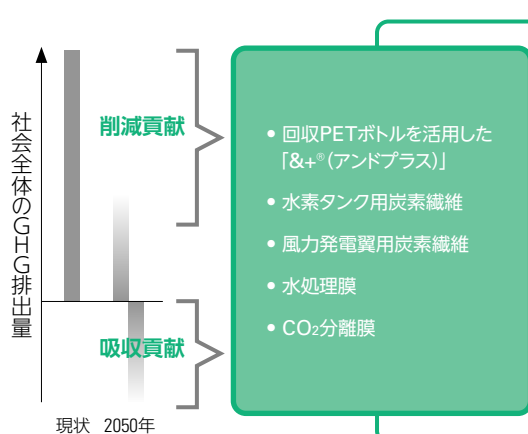 社会全体のGHG排出量
削減貢献
吸収貢献
現状 2050年
• 回収PETボトルを活用した
「&+®(アンドプラス)」
• 水素タンク用炭素繊維
• 風力発電翼用炭素繊維
• 水処理膜
• CO₂分離膜